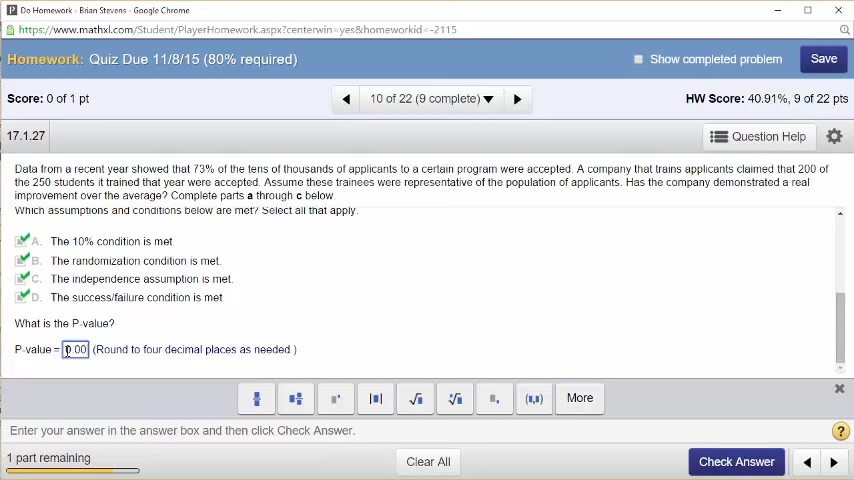 Do Homework - Brian Stevens - Google Chrome
https://www.mathxl.com/Student/PlayerHomework.aspx?centerwin=yes&homeworkid=-2115
Homework: Quiz Due 11/8/15 (80% required)
Show completed problem
Save
Score: 0 of 1 pt
10 of 22 (9 complete)
HW Score: 40.91%, 9 of 22 pts
17.1.27
Question Help
Data from a recent year showed that 73% of the tens of thousands of applicants to a certain program were accepted. A company that trains applicants claimed that 200 of
the 250 students it trained that year were accepted. Assume these trainees were representative of the population of applicants. Has the company demonstrated a real
improvement over the average? Complete parts a through c below.
Which assumptions and conditions below are met? Select all that apply.
A. The 10% condition is met
B. The randomization condition is met.
C. The independence assumption is met.
D. The success/failure condition is met.
What is the P-value?
P-value = 0.00 (Round to four decimal places as needed.)
More
Enter your answer in the answer box and then click Check Answer.
?
1 part remaining
Clear All
Check Answer